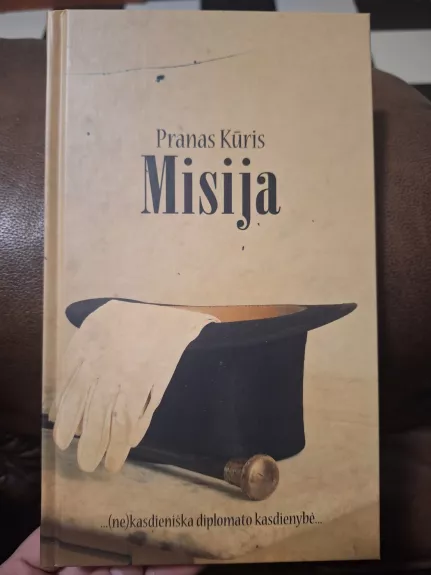 Pranas Kūris
Misija
...(ne)kasdieniška diplomato kasdienybė...